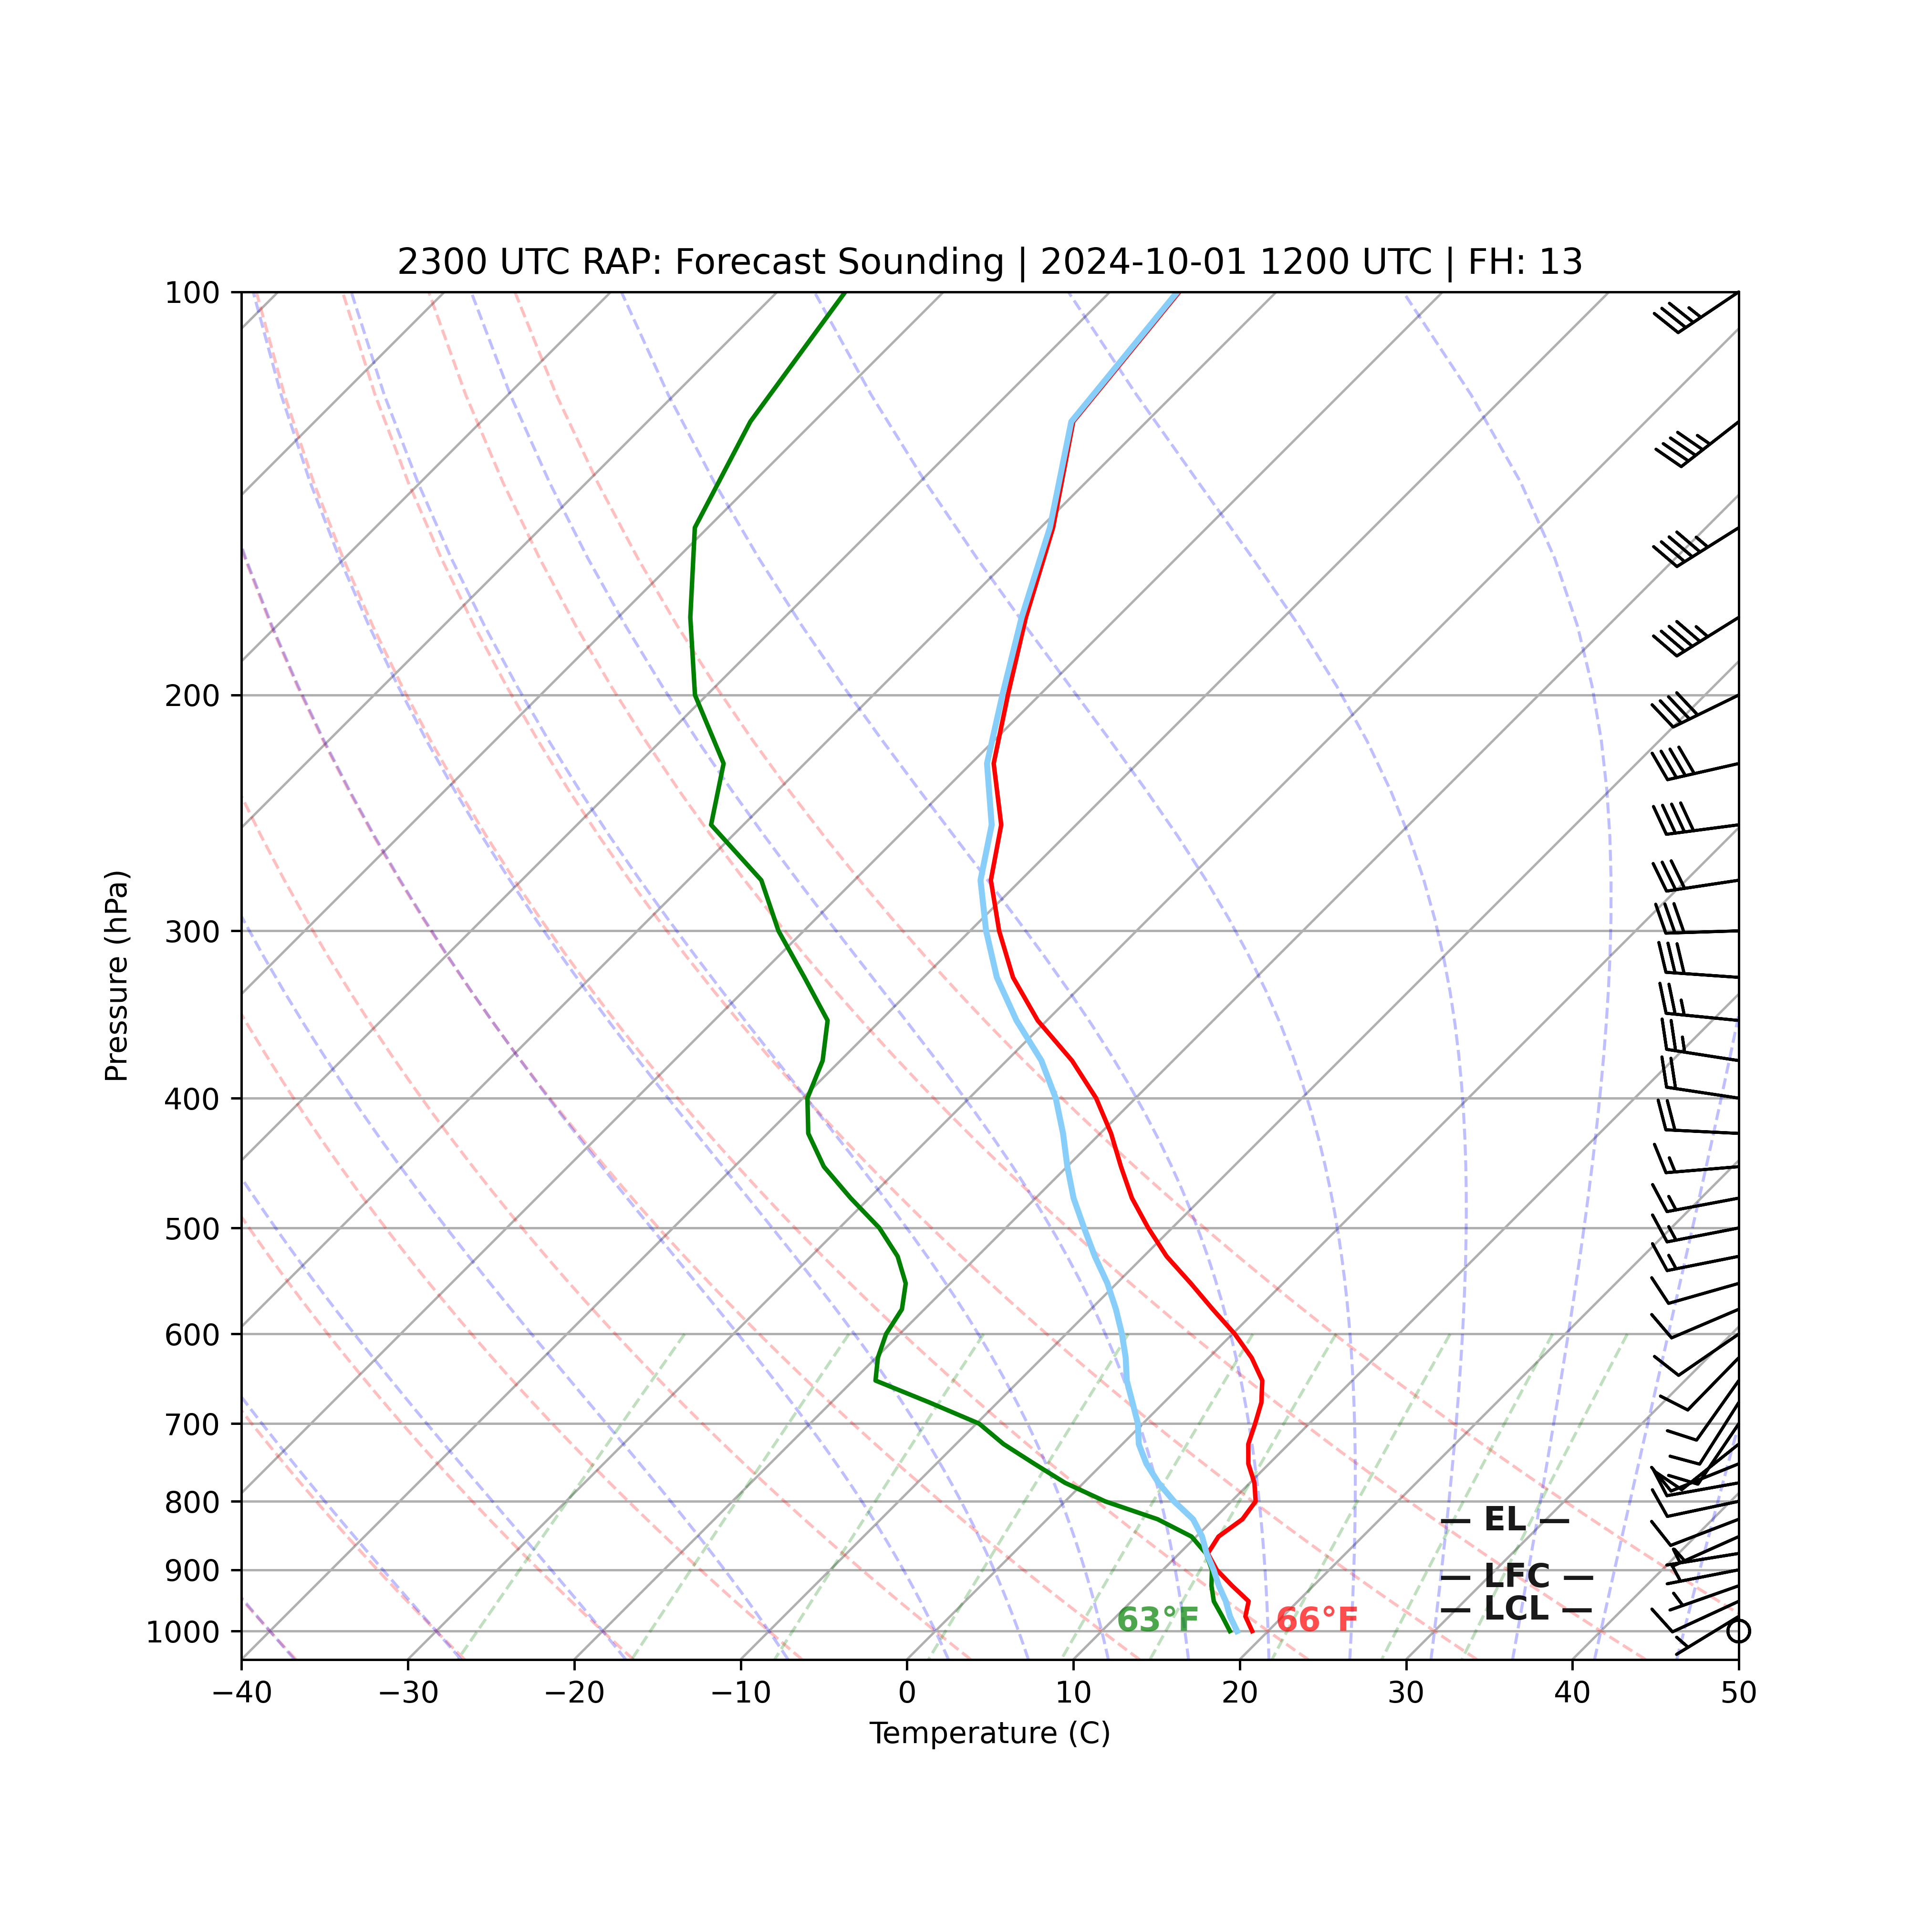 2300 UTC RAP: Forecast Sounding | 2024-10-01 1200 UTC | FH: 13
100
200
300
400
500
600
700
800
900
1000
Pressure (hPa)
— EL —
— LFC —
— LCL —
63°F
66°F
−40 −30 −20 −10 0 10 20 30 40 50
Temperature (C)